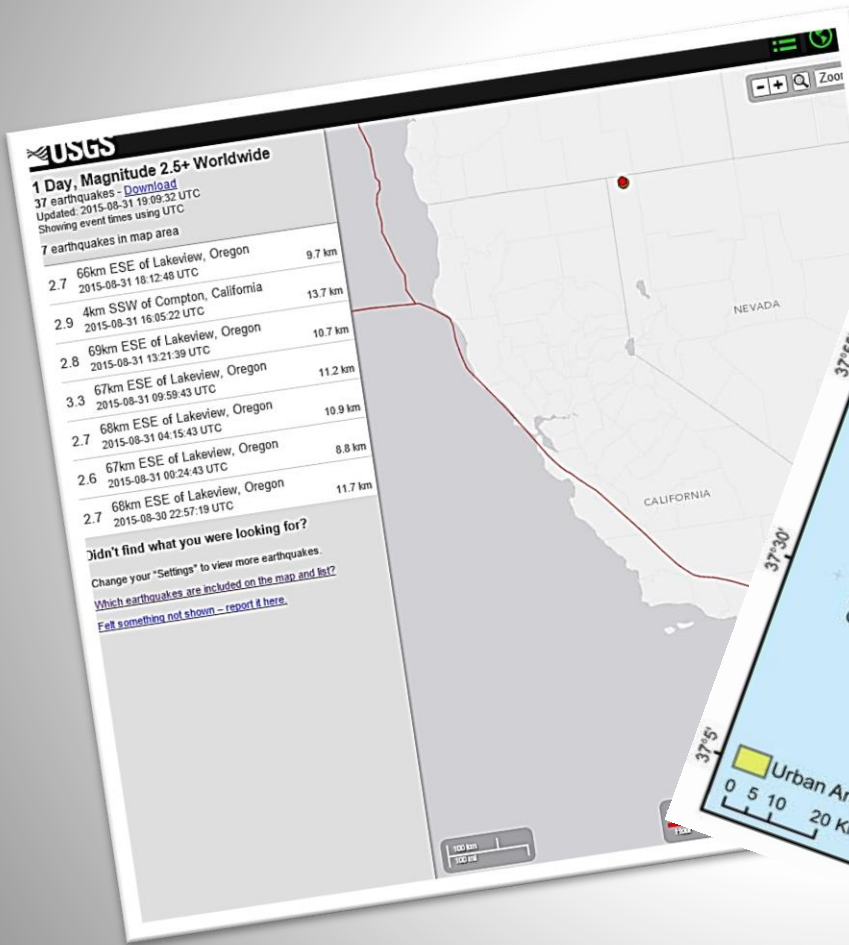 USGS
1 Day, Magnitude 2.5+ Worldwide
37 earthquakes - Download
Updated: 2015-08-31 19:09:32 UTC
Showing event times using UTC
7 earthquakes in map area
2.7 66km ESE of Lakeview, Oregon 9.7 km
2015-08-31 18:12:48 UTC
2.9 4km SSW of Compton, California 13.7 km
2015-08-31 16:05:22 UTC
2.8 69km ESE of Lakeview, Oregon 10.7 km
2015-08-31 13:21:39 UTC
3.3 67km ESE of Lakeview, Oregon 11.2 km
2015-08-31 09:59:43 UTC
2.7 68km ESE of Lakeview, Oregon 10.9 km
2015-08-31 04:15:43 UTC
2.6 67km ESE of Lakeview, Oregon 8.8 km
2015-08-31 00:24:43 UTC
2.7 68km ESE of Lakeview, Oregon 11.7 km
2015-08-30 22:57:19 UTC
Didn't find what you were looking for?
Change your "Settings" to view more earthquakes.
Which earthquakes are included on the map and list?
Felt something not shown – report it here.
NEVADA
CALIFORNIA
100 km
100 mi
37°30'
37°5'
Urban
0 5 10 20